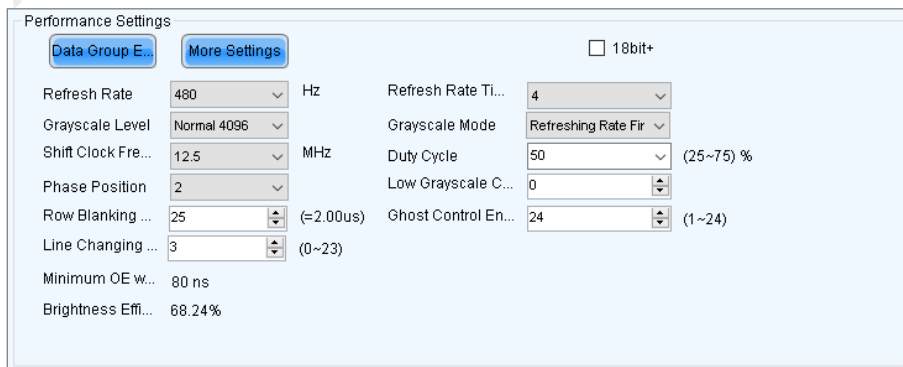 Performance Settings
Data Group E...
More Settings
18bit+
Refresh Rate 480 Hz Refresh Rate Ti... 4
Grayscale Level Normal 4096 Grayscale Mode Refreshing Rate Fir
Shift Clock Fre... 12.5 MHz Duty Cycle 50 (25~75) %
Phase Position 2 Low Grayscale C... 0
Row Blanking ... 25 (=2.00us) Ghost Control En... 24 (1~24)
Line Changing ... 3 (0~23)
Minimum OE w... 80 ns
Brightness Effi... 68.24%